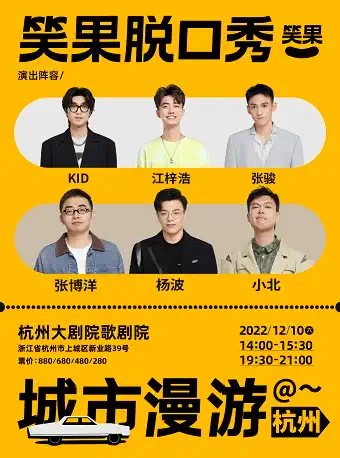 笑果脱口秀 笑果
演出阵容/
KID 江梓浩 张骏
张博洋 杨波 小北
杭州大剧院歌剧院
浙江省杭州市上城区新业路39号
票价:880/680/480/280
2022/12/10㊅
14:00-15:30
19:30-21:00
城市漫游@～
杭州